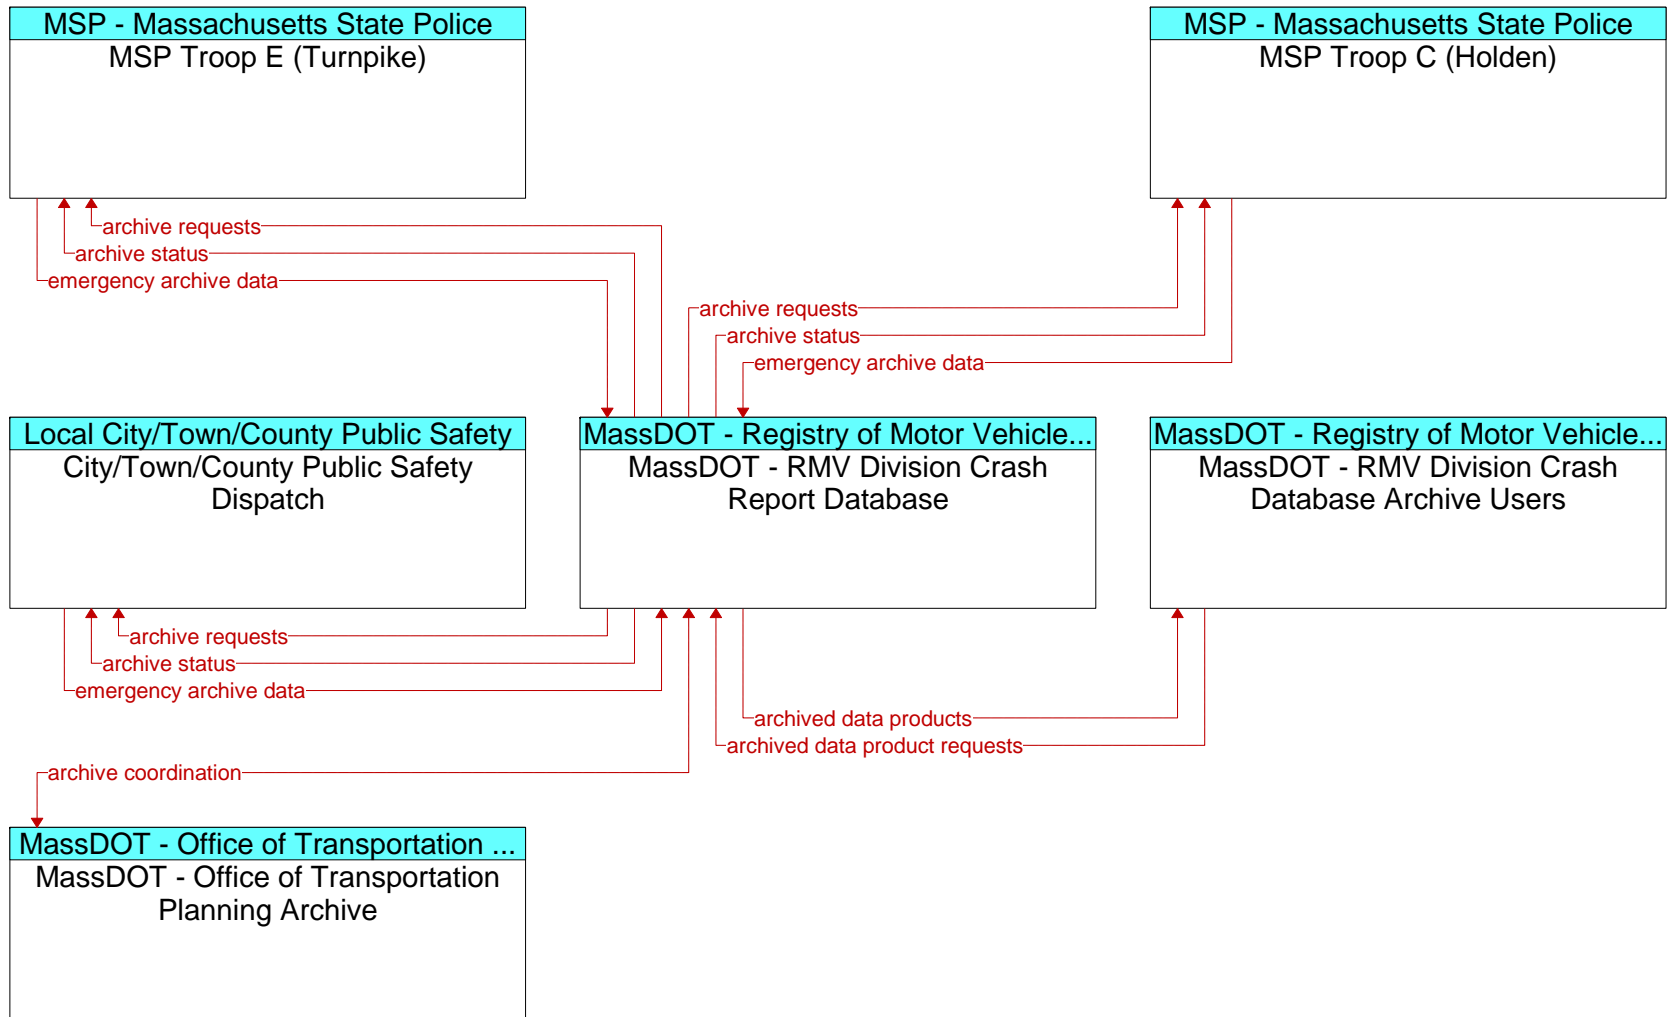 MSP - Massachusetts State Police
MSP Troop E (Turnpike)
MSP - Massachusetts State Police
MSP Troop C (Holden)
archive requests
archive status
emergency archive data
archive requests
archive status
emergency archive data
Local City/Town/County Public Safety
City/Town/County Public Safety
Dispatch
MassDOT - Registry of Motor Vehicle...
MassDOT - RMV Division Crash
Report Database
MassDOT - Registry of Motor Vehicle...
MassDOT - RMV Division Crash
Database Archive Users
archive requests
archive status
emergency archive data
archived data products
archived data product requests
archive coordination
MassDOT - Office of Transportation ...
MassDOT - Office of Transportation
Planning Archive